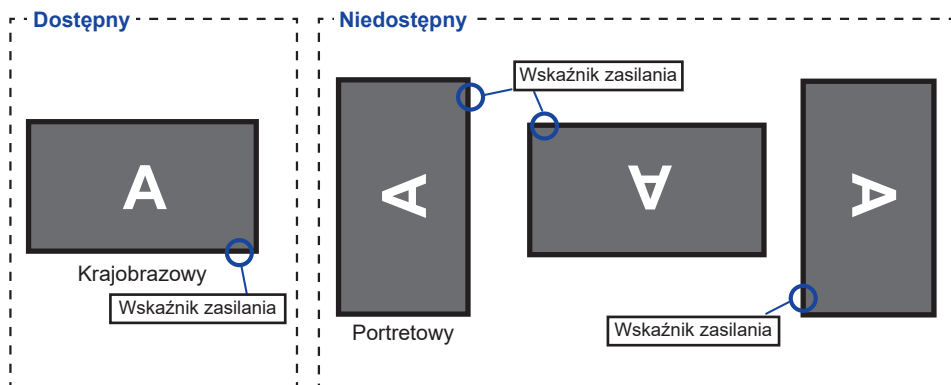 Dostępny
A
Krajobrazowy
Wskaźnik zasilania
Niedostępny
Wskaźnik zasilania
A
A
A
Portretowy
Wskaźnik zasilania